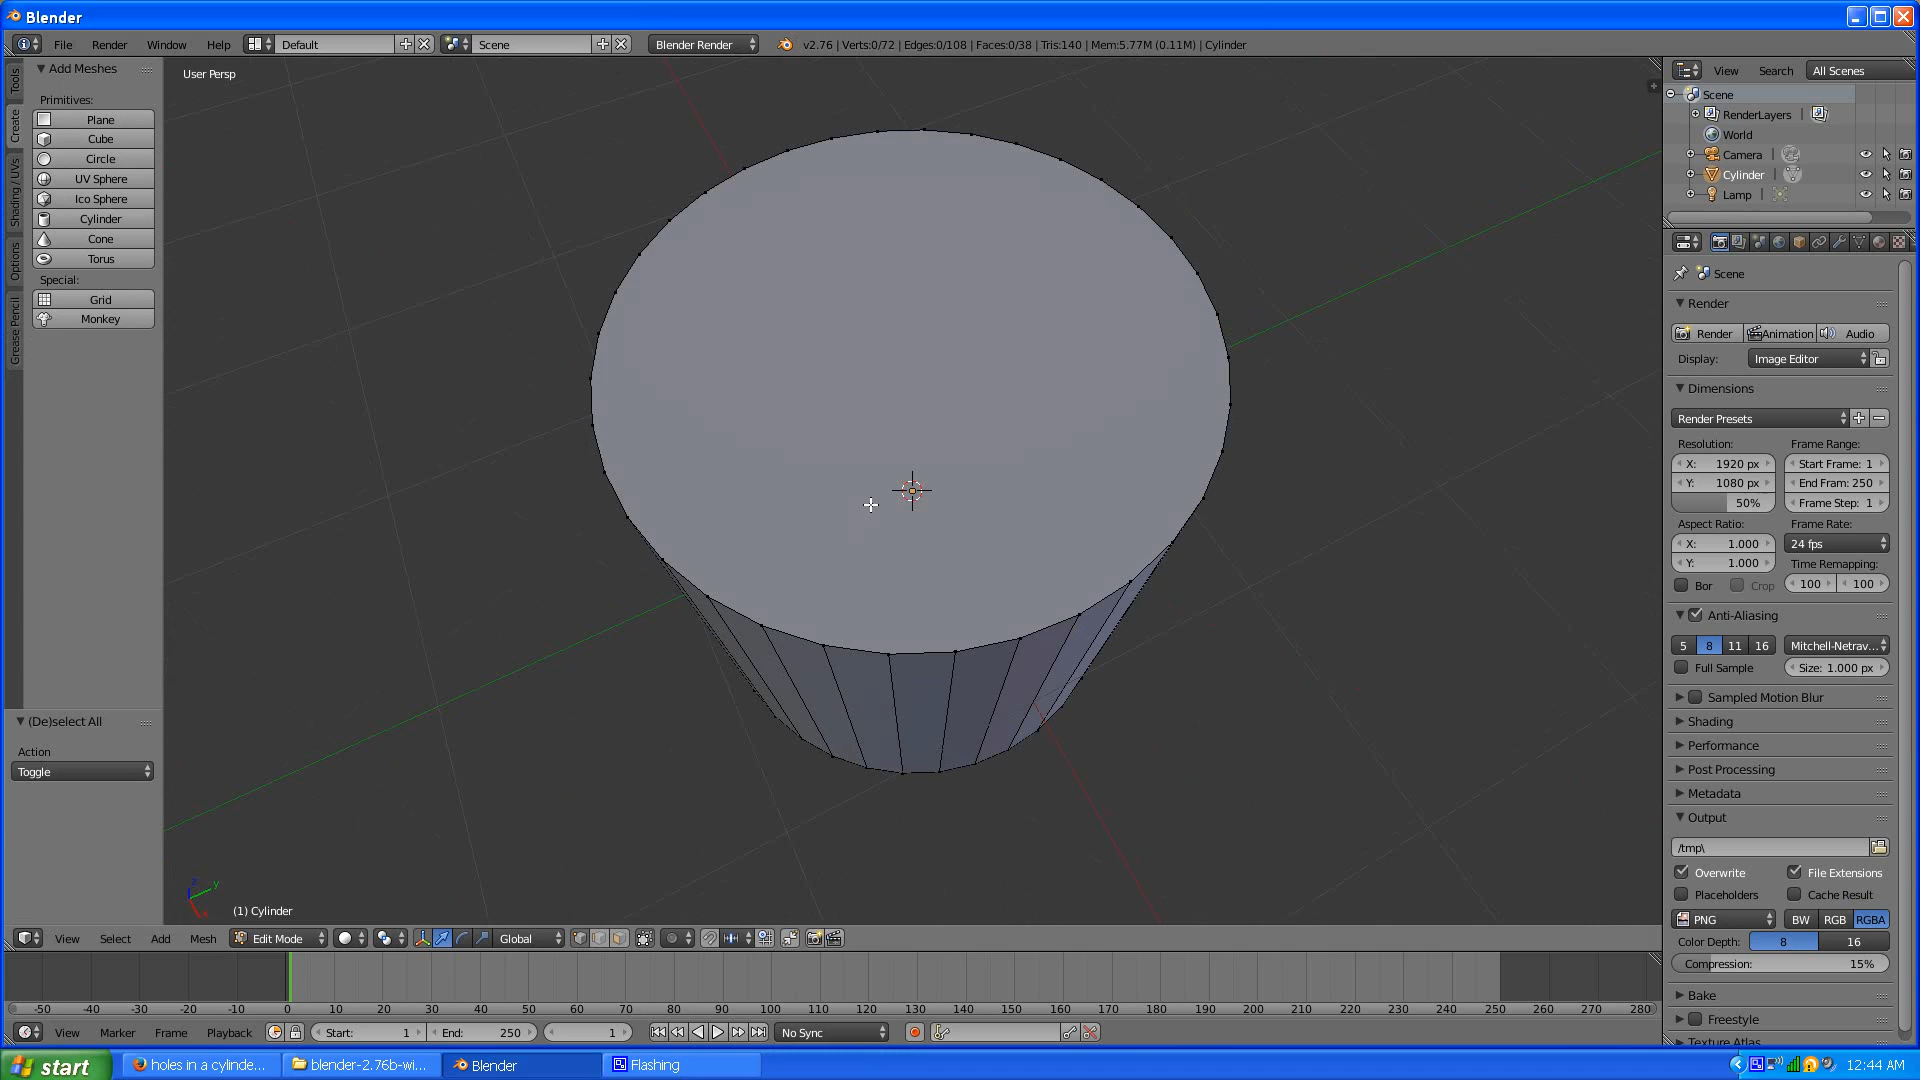 Blender
File Render Window Help Default Scene Blender Render v2.76 | Verts:0/72 | Edges:0/108 | Faces:0/38 | Tris:140 | Mem:5.77M (0.11M) | Cylinder
Tools
Create
Shading / UVs
Options
Grease Pencil
Add Meshes
Primitives:
Plane
Cube
Circle
UV Sphere
Ico Sphere
Cylinder
Cone
Torus
Special:
Grid
Monkey
(De)select All
Action
Toggle
User Persp
z
y
(1) Cylinder
View Select Add Mesh Edit Mode Global
View Search All Scenes
Scene
RenderLayers |
World
Camera |
Cylinder |
Lamp |
Scene
Render
Render Animation Audio
Display: Image Editor
Dimensions
Render Presets
Resolution: Frame Range:
X: 1920 px Start Frame: 1
Y: 1080 px End Fram: 250
50% Frame Step: 1
Aspect Ratio: Frame Rate:
X: 1.000 24 fps
Y: 1.000 Time Remapping:
Bor Crop 100 100
Anti-Aliasing
5 8 11 16 Mitchell-Netrav...
Full Sample Size: 1.000 px
Sampled Motion Blur
Shading
Performance
Post Processing
Metadata
Output
/tmp\
Overwrite File Extensions
Placeholders Cache Result
PNG BW RGB RGBA
Color Depth: 8 16
Compression: 15%
Bake
Freestyle
Texture Atlas
-50 -40 -30 -20 -10 0 10 20 30 40 50 60 70 80 90 100 110 120 130 140 150 160 170 180 190 200 210 220 230 240 250 260 270 280
View Marker Frame Playback Start: 1 End: 250 1 No Sync
start holes in a cylinde... blender-2.76b-wi... Blender Flashing 12:44 AM